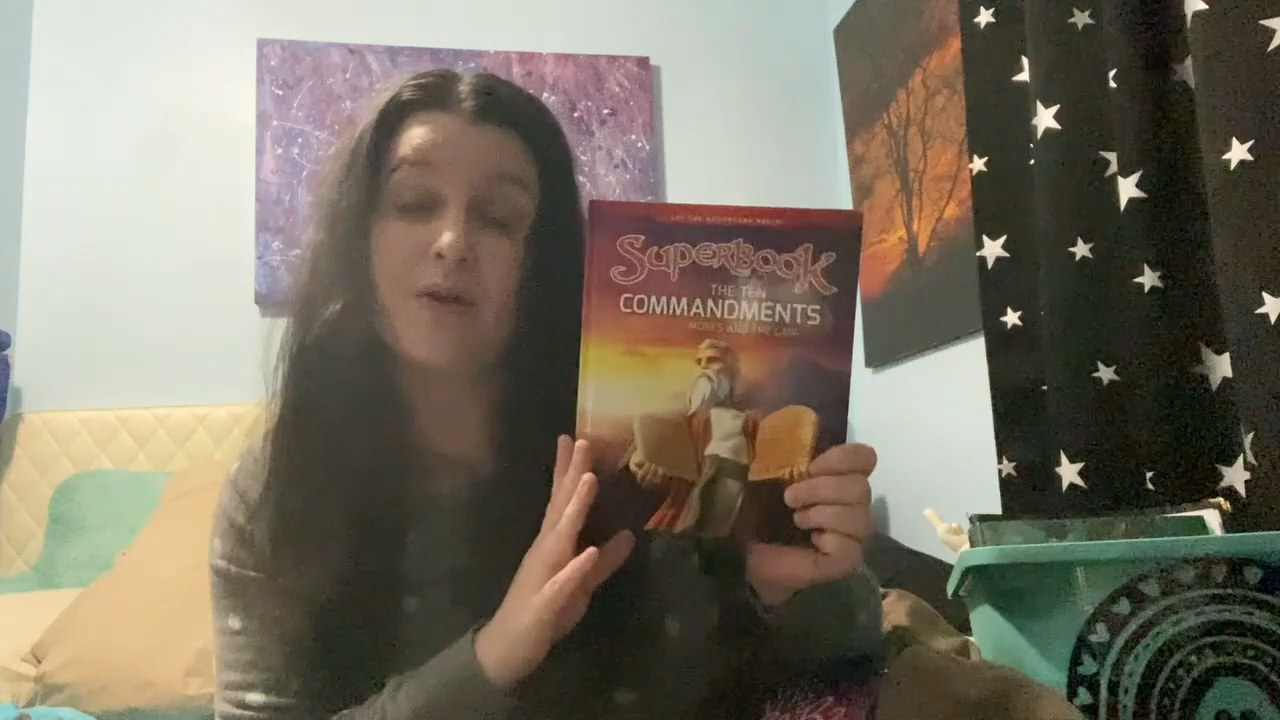 SUPERBOOK
THE TEN
COMMANDMENTS
MOSES AND THE LAW